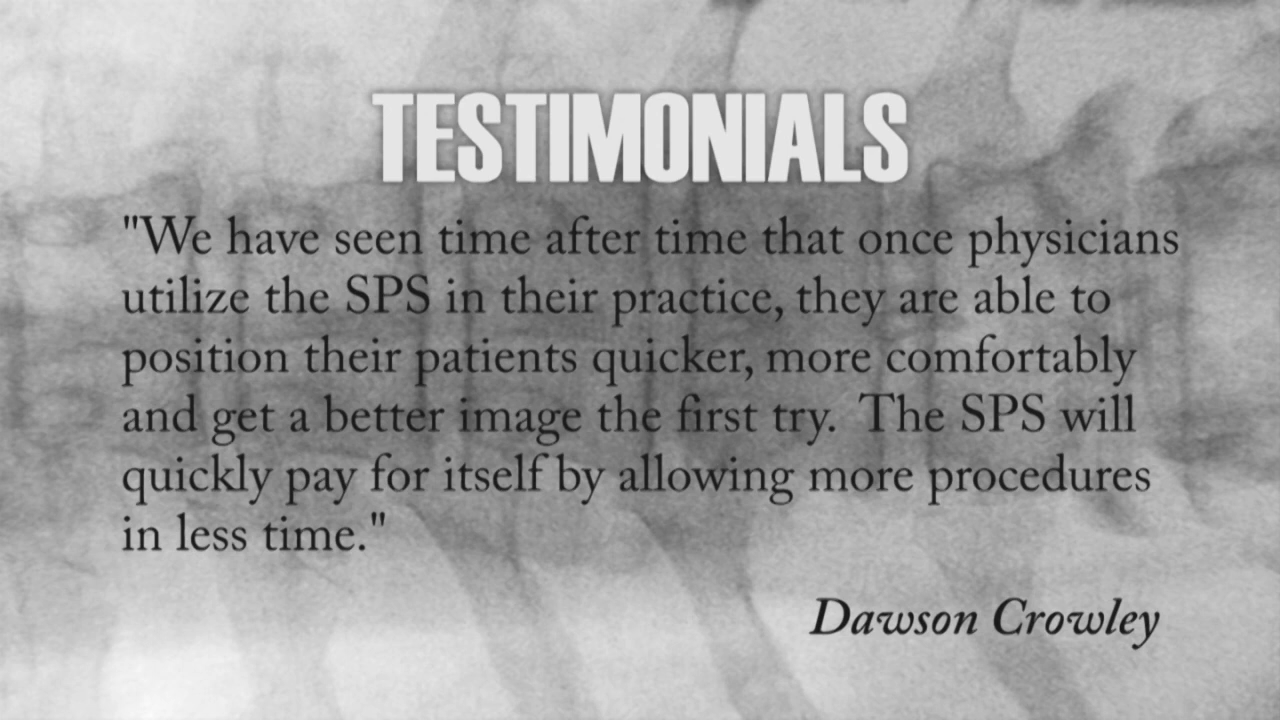 TESTIMONIALS
"We have seen time after time that once physicians
utilize the SPS in their practice, they are able to
position their patients quicker, more comfortably
and get a better image the first try.  The SPS will
quickly pay for itself by allowing more procedures
in less time."
Dawson Crowley